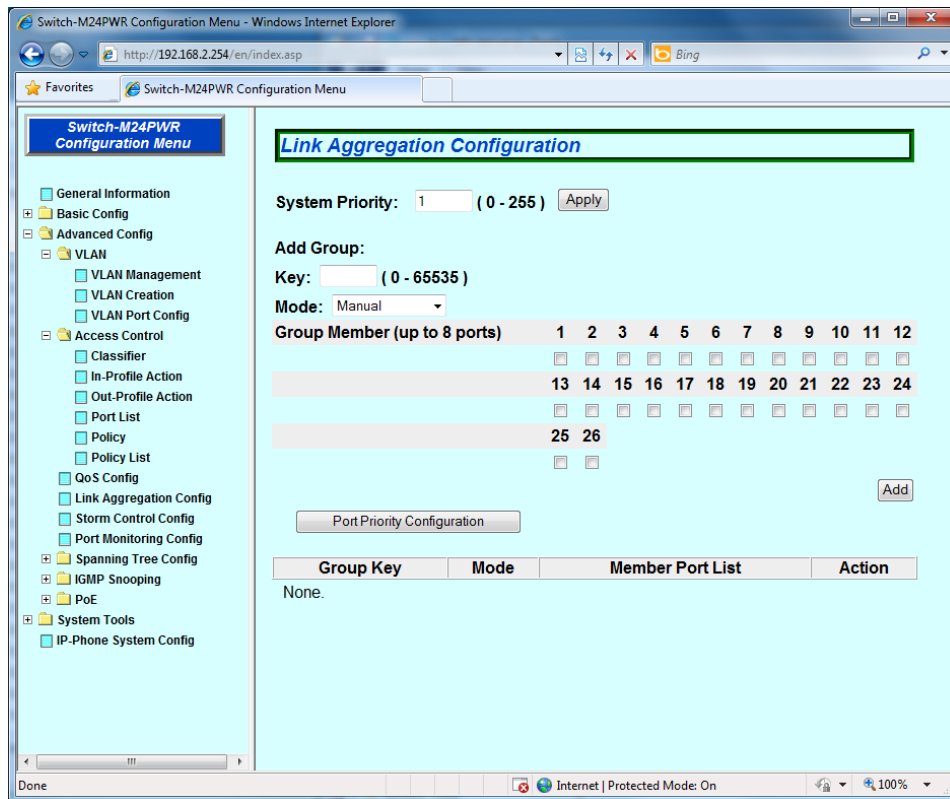 Switch-M24PWR Configuration Menu - Windows Internet Explorer
http://192.168.2.254/en/index.asp
Bing
Favorites
Switch-M24PWR Configuration Menu
Switch-M24PWR
Configuration Menu
General Information
Basic Config
Advanced Config
VLAN
VLAN Management
VLAN Creation
VLAN Port Config
Access Control
Classifier
In-Profile Action
Out-Profile Action
Port List
Policy
Policy List
QoS Config
Link Aggregation Config
Storm Control Config
Port Monitoring Config
Spanning Tree Config
IGMP Snooping
PoE
System Tools
IP-Phone System Config
Link Aggregation Configuration
System Priority: 1 ( 0 - 255 ) Apply
Add Group:
Key: ( 0 - 65535 )
Mode: Manual
Group Member (up to 8 ports) 1 2 3 4 5 6 7 8 9 10 11 12
13 14 15 16 17 18 19 20 21 22 23 24
25 26
Add
Port Priority Configuration
Group Key Mode Member Port List Action
None.
Done
Internet | Protected Mode: On
100%